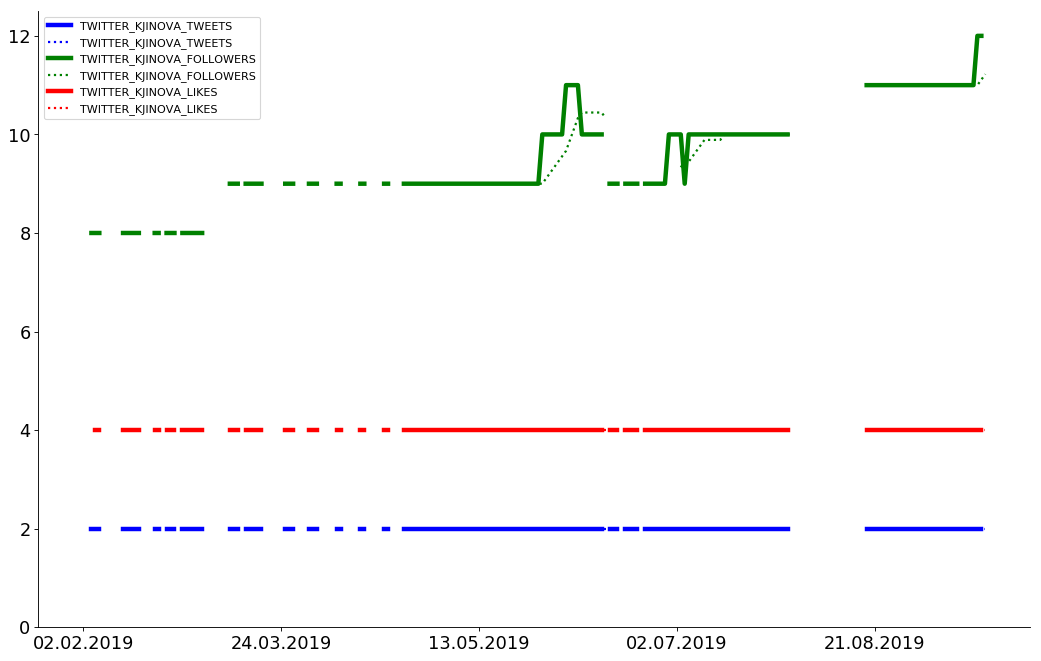 TWITTER_KJINOVA_TWEETS
TWITTER_KJINOVA_TWEETS
TWITTER_KJINOVA_FOLLOWERS
TWITTER_KJINOVA_FOLLOWERS
TWITTER_KJINOVA_LIKES
TWITTER_KJINOVA_LIKES
12
10
8
6
4
2
0
02.02.2019 24.03.2019 13.05.2019 02.07.2019 21.08.2019